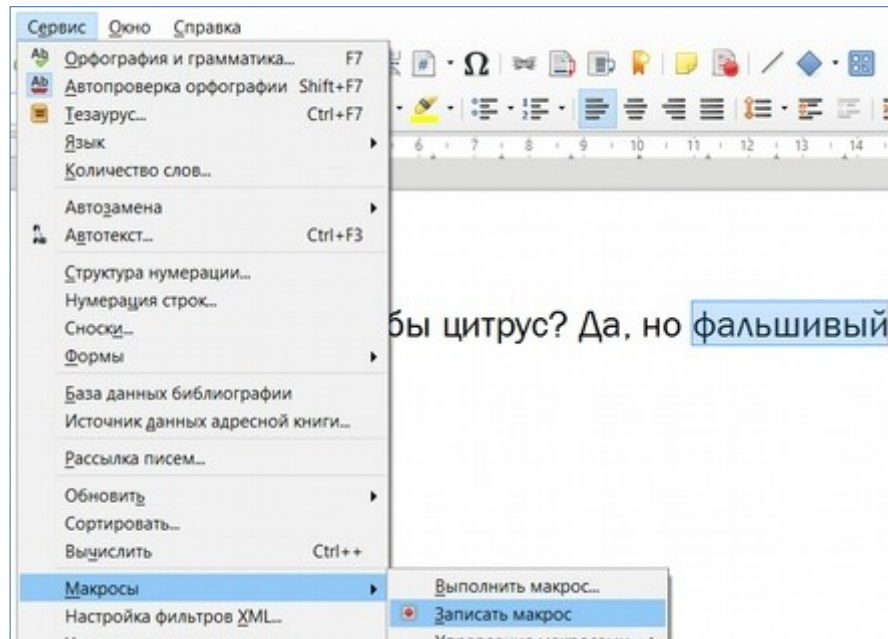 Сервис Окно Справка
Орфография и грамматика... F7
Автопроверка орфографии Shift+F7
Тезаурус... Ctrl+F7
Язык
Количество слов...
Автозамена
Автотекст... Ctrl+F3
Структура нумерации...
Нумерация строк...
Сноски...
Формы
База данных библиографии
Источник данных адресной книги...
Рассылка писем...
Обновить
Сортировать...
Вычислить Ctrl++
Макросы
Настройка фильтров XML...
6 7 8 9 10 11 12 13 14
бы цитрус? Да, но фальшивый
Выполнить макрос...
Записать макрос